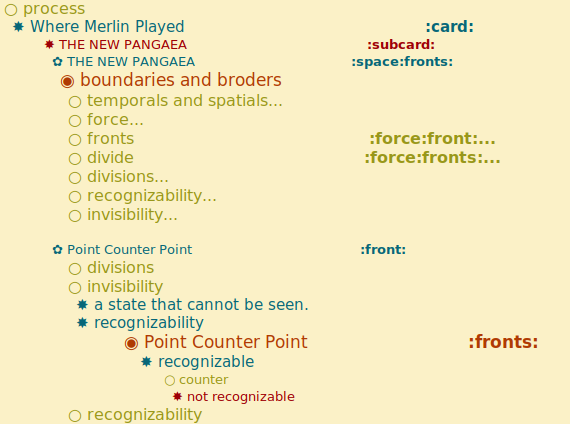 ○ process
✸ Where Merlin Played :card:
✸ THE NEW PANGAEA :subcard:
✿ THE NEW PANGAEA :space:fronts:
◉ boundaries and broders
○ temporals and spatials...
○ force...
○ fronts :force:front:...
○ divide :force:fronts:...
○ divisions...
○ recognizability...
○ invisibility...
✿ Point Counter Point :front:
○ divisions
○ invisibility
✸ a state that cannot be seen.
✸ recognizability
◉ Point Counter Point :fronts:
✸ recognizable
○ counter
✸ not recognizable
○ recognizability